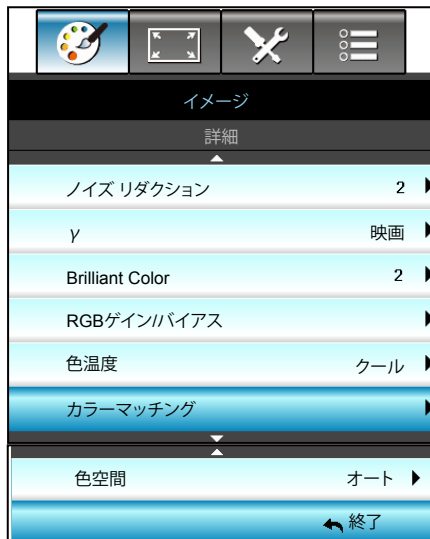 イメージ
詳細
ノイズ リダクション 2
γ 映画
Brilliant Color 2
RGBゲイン/バイアス
色温度 クール
カラーマッチング
色空間 オート
終了